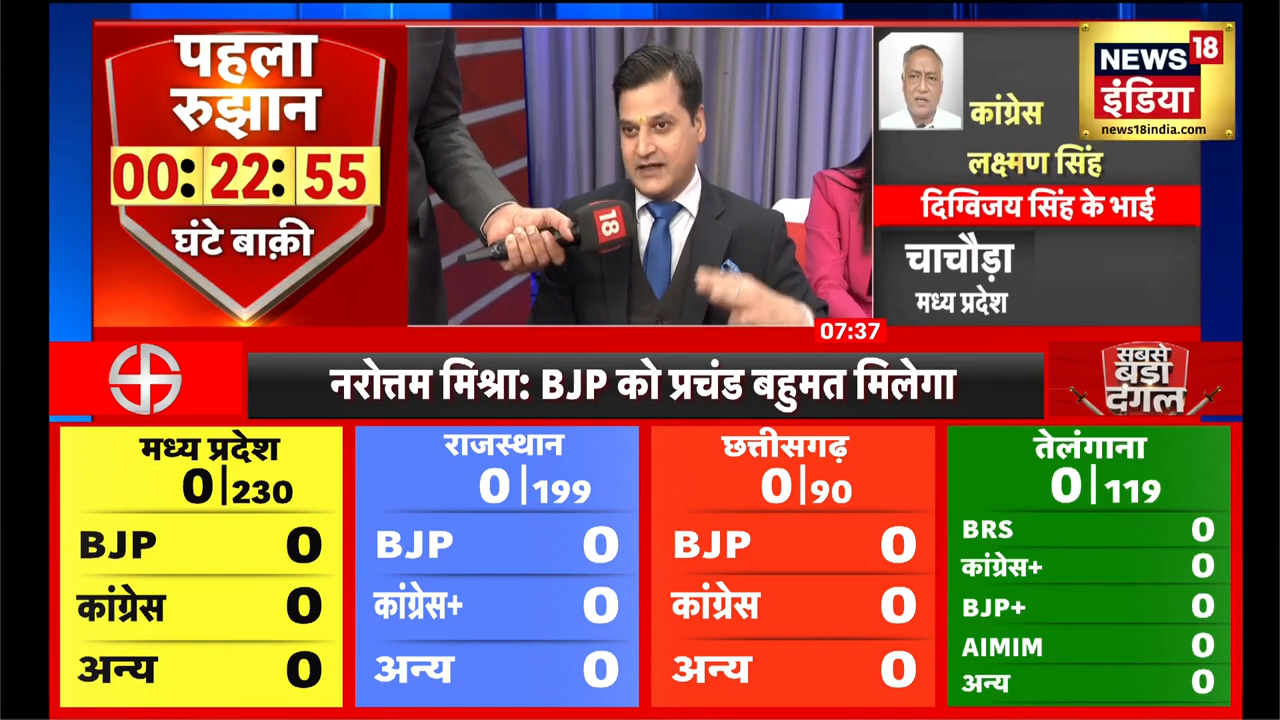 पहला
रुझान
00: 22: 55
घंटे बाक़ी
18
कांग्रेस
लक्ष्मण सिंह
दिग्विजय सिंह के भाई
चाचौड़ा
मध्य प्रदेश
NEWS 18
इंडिया
news18india.com
07:37
नरोत्तम मिश्रा: BJP को प्रचंड बहुमत मिलेगा
सबसे
बड़ा
दंगल
मध्य प्रदेश
0|230
BJP 0
कांग्रेस 0
अन्य 0
राजस्थान
0|199
BJP 0
कांग्रेस+ 0
अन्य 0
छत्तीसगढ़
0|90
BJP 0
कांग्रेस 0
अन्य 0
तेलंगाना
0|119
BRS 0
कांग्रेस+ 0
BJP+ 0
AIMIM 0
अन्य 0